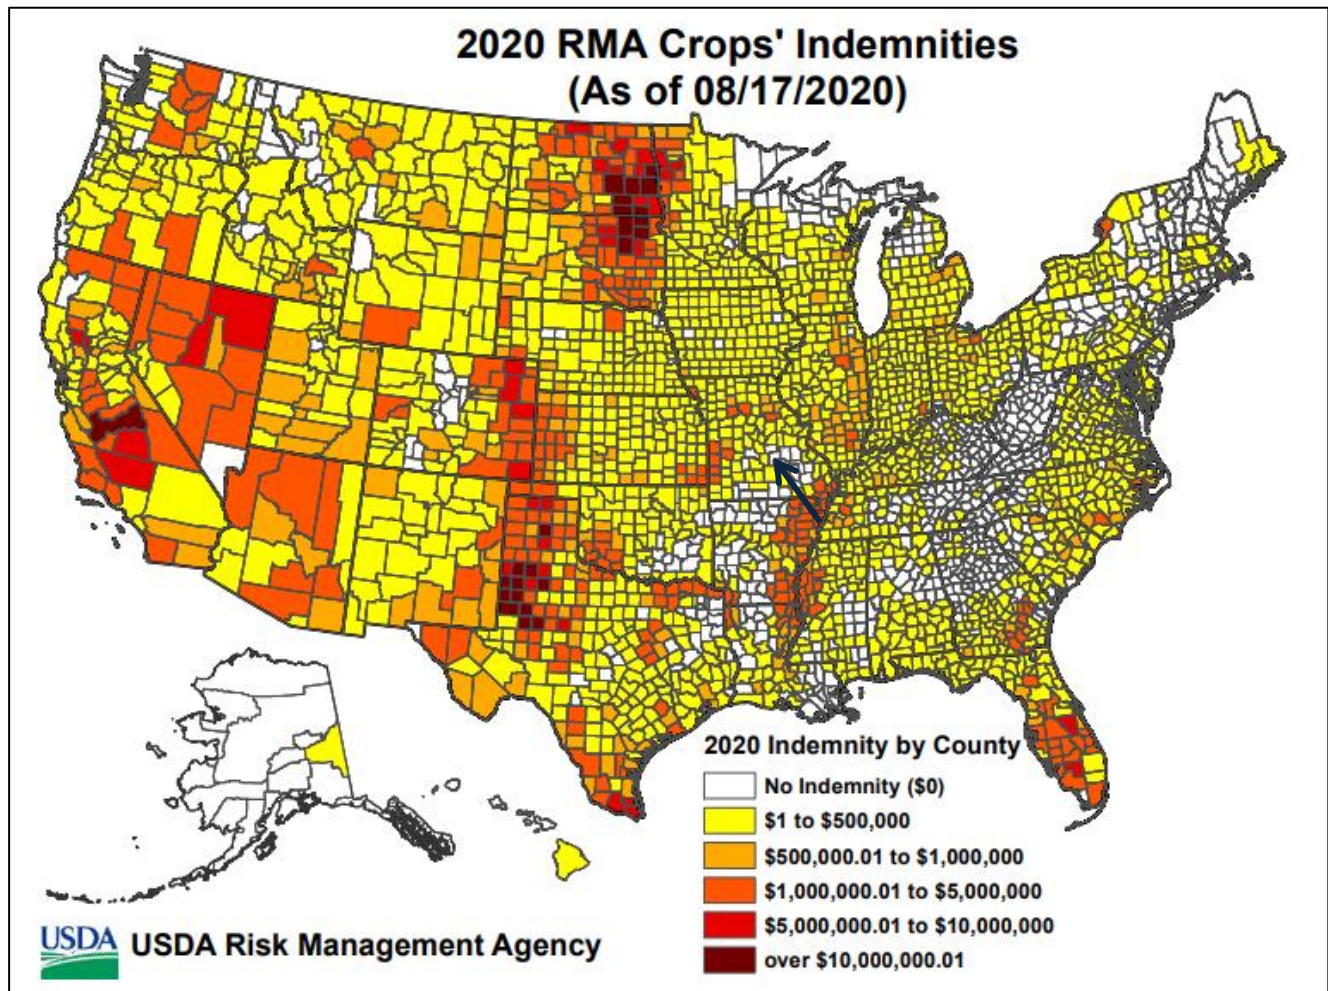 2020 RMA Crops' Indemnities
(As of 08/17/2020)
2020 Indemnity by County
No Indemnity ($0)
$1 to $500,000
$500,000.01 to $1,000,000
$1,000,000.01 to $5,000,000
$5,000,000.01 to $10,000,000
over $10,000,000.01
USDA
USDA Risk Management Agency